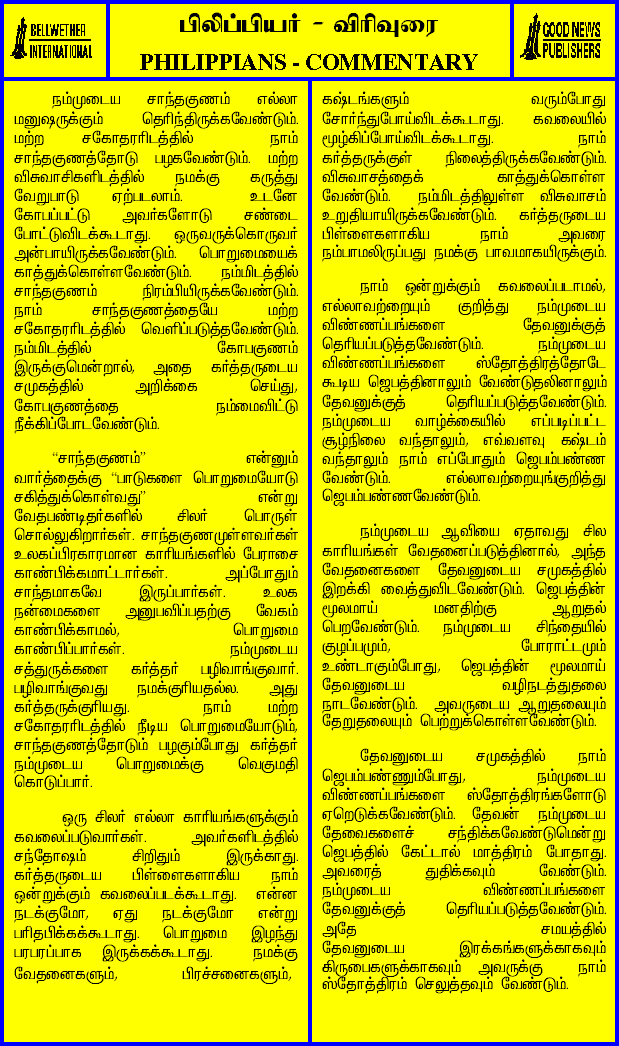 BELLWETHER
INTERNATIONAL
பிலிப்பியர் - விரிவுரை
PHILIPPIANS - COMMENTARY
GOOD NEWS
PUBLISHERS
நம்முடைய சாந்தகுணம் எல்லா
மனுஷருக்கும் தெரிந்திருக்கவேண்டும்.
மற்ற சகோதரரிடத்தில் நாம்
சாந்தகுணத்தோடு பழகவேண்டும். மற்ற
விசுவாசிகளிடத்தில் நமக்கு கருத்து
வேறுபாடு ஏற்படலாம். உடனே
கோபப்பட்டு அவர்களோடு சண்டை
போட்டுவிடக்கூடாது. ஒருவருக்கொருவர்
அன்பாயிருக்கவேண்டும். பொறுமையைக்
காத்துக்கொள்ளவேண்டும். நம்மிடத்தில்
சாந்தகுணம் நிரம்பியிருக்கவேண்டும்.
நாம் சாந்தகுணத்தையே மற்ற
சகோதரரிடத்தில் வெளிப்படுத்தவேண்டும்.
நம்மிடத்தில் கோபகுணம்
இருக்குமென்றால், அதை கர்த்தருடைய
சமுகத்தில் அறிக்கை செய்து,
கோபகுணத்தை நம்மைவிட்டு
நீக்கிப்போடவேண்டும்.
“சாந்தகுணம்” என்னும்
வார்த்தைக்கு “பாடுகளை பொறுமையோடு
சகித்துக்கொள்வது” என்று
வேதபண்டிதர்களில் சிலர் பொருள்
சொல்லுகிறார்கள். சாந்தகுணமுள்ளவர்கள்
உலகப்பிரகாரமான காரியங்களில் பேராசை
காண்பிக்கமாட்டார்கள். அப்போதும்
சாந்தமாகவே இருப்பார்கள். உலக
நன்மைகளை அனுபவிப்பதற்கு வேகம்
காண்பிக்காமல், பொறுமை
காண்பிப்பார்கள். நம்முடைய
சத்துருக்களை கர்த்தர் பழிவாங்குவார்.
பழிவாங்குவது நமக்குரியதல்ல. அது
கர்த்தருக்குரியது. நாம் மற்ற
சகோதரரிடத்தில் நீடிய பொறுமையோடும்,
சாந்தகுணத்தோடும் பழகும்போது கர்த்தர்
நம்முடைய பொறுமைக்கு வெகுமதி
கொடுப்பார்.
ஒரு சிலர் எல்லா காரியங்களுக்கும்
கவலைப்படுவார்கள். அவர்களிடத்தில்
சந்தோஷம் சிறிதும் இருக்காது.
கர்த்தருடைய பிள்ளைகளாகிய நாம்
ஒன்றுக்கும் கவலைப்படக்கூடாது. என்ன
நடக்குமோ, ஏது நடக்குமோ என்று
பரிதபிக்கக்கூடாது. பொறுமை இழந்து
பரபரப்பாக இருக்கக்கூடாது. நமக்கு
வேதனைகளும், பிரச்சனைகளும்,
கஷ்டங்களும் வரும்போது
சோர்ந்துபோய்விடக்கூடாது. கவலையில்
மூழ்கிப்போய்விடக்கூடாது. நாம்
கர்த்தருக்குள் நிலைத்திருக்கவேண்டும்.
விசுவாசத்தைக் காத்துக்கொள்ள
வேண்டும். நம்மிடத்திலுள்ள விசுவாசம்
உறுதியாயிருக்கவேண்டும். கர்த்தருடைய
பிள்ளைகளாகிய நாம் அவரை
நம்பாமலிருப்பது நமக்கு பாவமாகயிருக்கும்.
நாம் ஒன்றுக்கும் கவலைப்படாமல்,
எல்லாவற்றையும் குறித்து நம்முடைய
விண்ணப்பங்களை தேவனுக்குத்
தெரியப்படுத்தவேண்டும். நம்முடைய
விண்ணப்பங்களை ஸ்தோத்திரத்தோடே
கூடிய ஜெபத்தினாலும் வேண்டுதலினாலும்
தேவனுக்குத் தெரியப்படுத்தவேண்டும்.
நம்முடைய வாழ்க்கையில் எப்படிப்பட்ட
சூழ்நிலை வந்தாலும், எவ்வளவு கஷ்டம்
வந்தாலும் நாம் எப்போதும் ஜெபம்பண்ண
வேண்டும். எல்லாவற்றையுங்குறித்து
ஜெபம்பண்ணவேண்டும்.
நம்முடைய ஆவியை ஏதாவது சில
காரியங்கள் வேதனைப்படுத்தினால், அந்த
வேதனைகளை தேவனுடைய சமுகத்தில்
இறக்கி வைத்துவிடவேண்டும். ஜெபத்தின்
மூலமாய் மனதிற்கு ஆறுதல்
பெறவேண்டும். நம்முடைய சிந்தையில்
குழப்பமும், போராட்டமும்
உண்டாகும்போது, ஜெபத்தின் மூலமாய்
தேவனுடைய வழிநடத்துதலை
நாடவேண்டும். அவருடைய ஆறுதலையும்
தேறுதலையும் பெற்றுக்கொள்ளவேண்டும்.
தேவனுடைய சமுகத்தில் நாம்
ஜெபம்பண்ணும்போது, நம்முடைய
விண்ணப்பங்களை ஸ்தோத்திரங்களோடு
ஏறெடுக்கவேண்டும். தேவன் நம்முடைய
தேவைகளைச் சந்திக்கவேண்டுமென்று
ஜெபத்தில் கேட்டால் மாத்திரம் போதாது.
அவரைத் துதிக்கவும் வேண்டும்.
நம்முடைய விண்ணப்பங்களை
தேவனுக்குத் தெரியப்படுத்தவேண்டும்.
அதே சமயத்தில்
தேவனுடைய இரக்கங்களுக்காகவும்
கிருபைகளுக்காகவும் அவருக்கு நாம்
ஸ்தோத்திரம் செலுத்தவும் வேண்டும்.